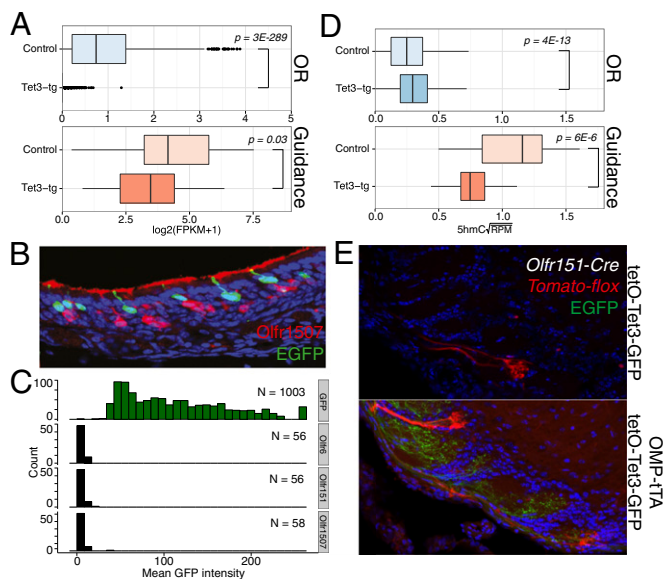 A
Control
Tet3-tg
p = 3E-289
OR
0 1 2 3 4 5
Control
Tet3-tg
p = 0.03
Guidance
0.0 2.5 5.0 7.5
log2(FPKM+1)
D
Control
Tet3-tg
p = 4E-13
OR
0.0 0.5 1.0 1.5
Control
Tet3-tg
p = 6E-6
Guidance
0.0 0.5 1.0 1.5
5hmC√RPM
B
Olfr1507
EGFP
C
Count
100
50
0
N = 1003
GFP
50
0
N = 56
Olfr6
50
0
N = 56
Olfr151
50
0
N = 58
Olfr1507
0 100 200
Mean GFP intensity
E
Olfr151-Cre
Tomato-flox
EGFP
tetO-Tet3-GFP
OMP-tTA
tetO-Tet3-GFP